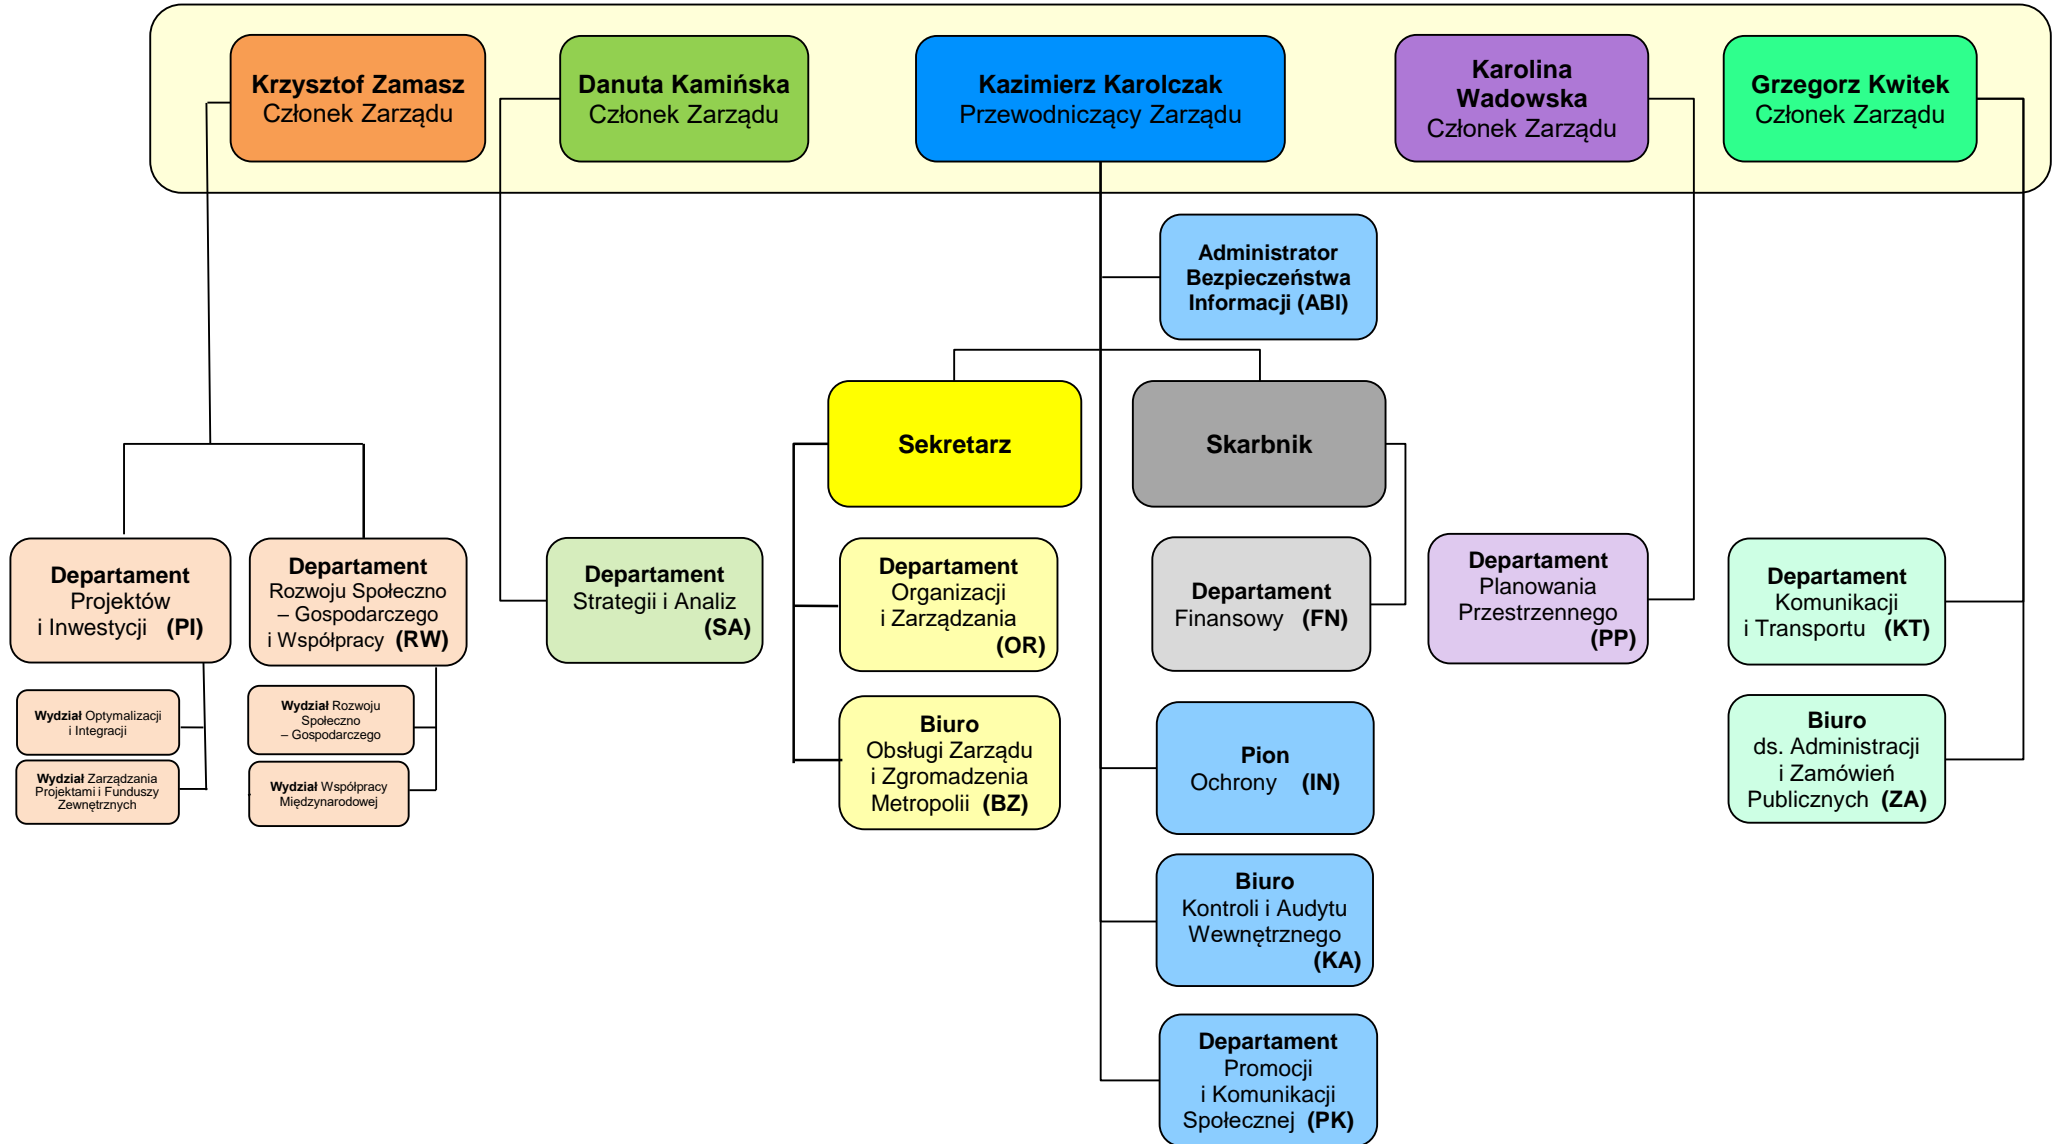 Krzysztof Zamasz
Członek Zarządu
Danuta Kamińska
Członek Zarządu
Kazimierz Karolczak
Przewodniczący Zarządu
Karolina
Wadowska
Członek Zarządu
Grzegorz Kwitek
Członek Zarządu
Administrator
Bezpieczeństwa
Informacji (ABI)
Sekretarz
Skarbnik
Departament
Projektów
i Inwestycji (PI)
Departament
Rozwoju Społeczno
– Gospodarczego
i Współpracy (RW)
Departament
Strategii i Analiz
(SA)
Departament
Organizacji
i Zarządzania
(OR)
Departament
Finansowy (FN)
Departament
Planowania
Przestrzennego
(PP)
Departament
Komunikacji
i Transportu (KT)
Wydział Optymalizacji
i Integracji
Wydział Rozwoju
Społeczno
– Gospodarczego
Biuro
Obsługi Zarządu
i Zgromadzenia
Metropolii (BZ)
Pion
Ochrony (IN)
Biuro
ds. Administracji
i Zamówień
Publicznych (ZA)
Wydział Zarządzania
Projektami i Funduszy
Zewnętrznych
Wydział Współpracy
Międzynarodowej
Biuro
Kontroli i Audytu
Wewnętrznego
(KA)
Departament
Promocji
i Komunikacji
Społecznej (PK)